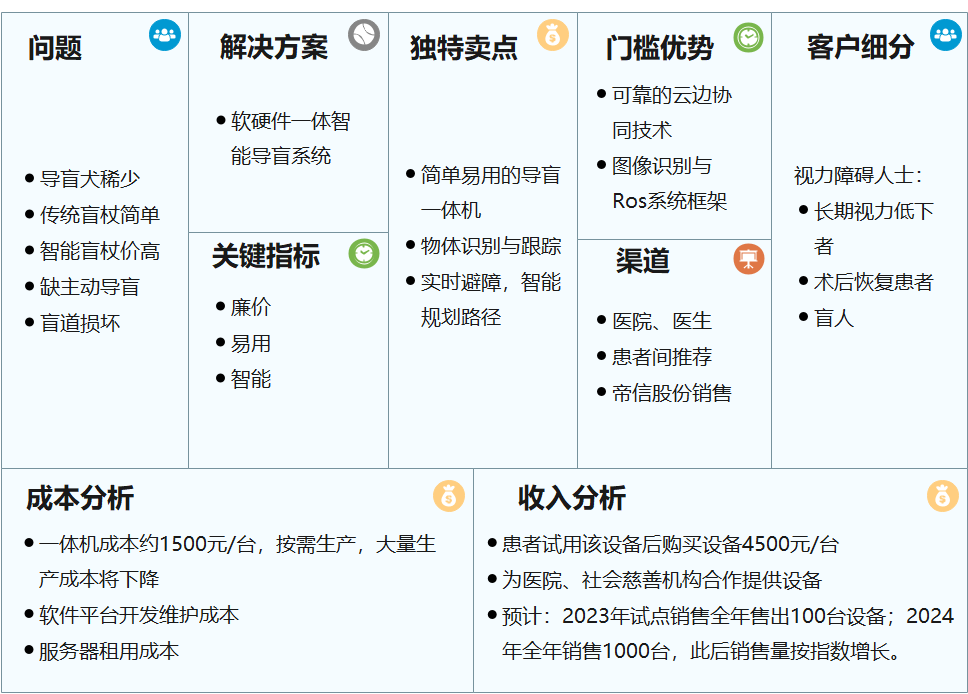 问题
导盲犬稀少
传统盲杖简单
智能盲杖价高
缺主动导盲
盲道损坏
解决方案
软硬件一体智
能导盲系统
关键指标
廉价
易用
智能
独特卖点
简单易用的导盲
一体机
物体识别与跟踪
实时避障，智能
规划路径
门槛优势
可靠的云边协
同技术
图像识别与
Ros系统框架
渠道
医院、医生
患者间推荐
帝信股份销售
客户细分
视力障碍人士：
长期视力低下
者
术后恢复患者
盲人
成本分析
一体机成本约1500元/台，按需生产，大量生
产成本将下降
软件平台开发维护成本
服务器租用成本
收入分析
患者试用该设备后购买设备4500元/台
为医院、社会慈善机构合作提供设备
预计：2023年试点销售全年售出100台设备；2024
年全年销售1000台，此后销售量按指数增长。